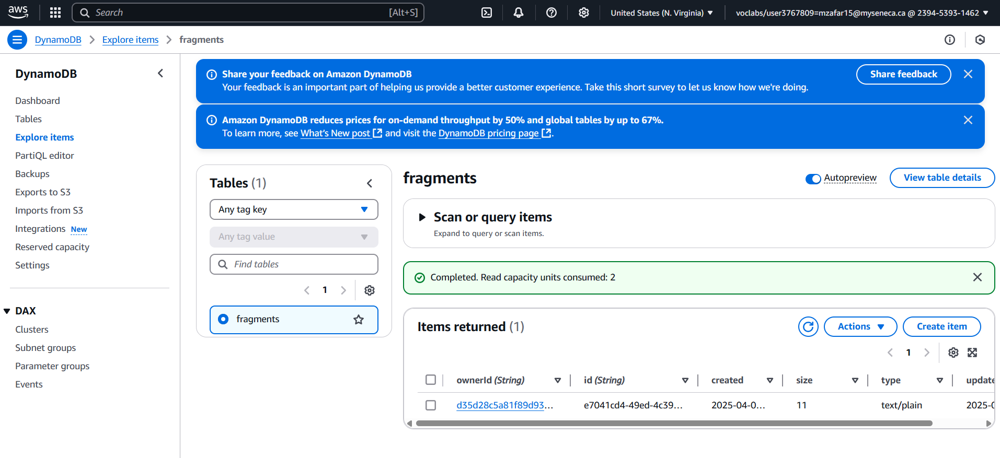 aws
Search
[Alt+S]
United States (N. Virginia)
voclabs/user3767809=mzafar15@myseneca.ca @ 2394-5393-1462
DynamoDB
Explore items
fragments
DynamoDB
Dashboard
Tables
Explore items
PartiQL editor
Backups
Exports to S3
Imports from S3
Integrations New
Reserved capacity
Settings
DAX
Clusters
Subnet groups
Parameter groups
Events
Share your feedback on Amazon DynamoDB
Your feedback is an important part of helping us provide a better customer experience. Take this short survey to let us know how we're doing.
Share feedback
Amazon DynamoDB reduces prices for on-demand throughput by 50% and global tables by up to 67%.
To learn more, see What's New post and visit the DynamoDB pricing page.
Tables (1)
Any tag key
Any tag value
Find tables
1
fragments
fragments
Autopreview
View table details
Scan or query items
Expand to query or scan items.
Completed. Read capacity units consumed: 2
Items returned (1)
Actions
Create item
1
ownerId (String) id (String) created size type update
d35d28c5a81f89d93... e7041cd4-49ed-4c39... 2025-04-0... 11 text/plain 2025-0